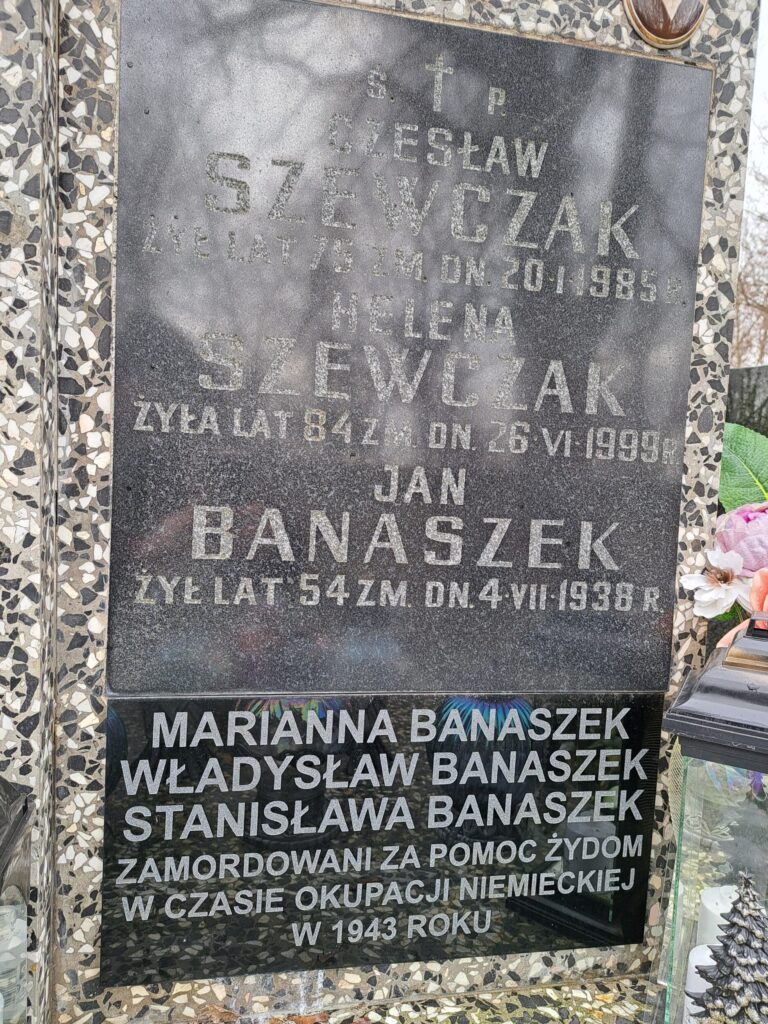 Ś. P.
CZESŁAW
SZEWCZAK
ŻYŁ LAT 75 ZM. DN. 20·I·1985 R.
HELENA
SZEWCZAK
ŻYŁA LAT 84 ZM. DN. 26·VI·1999 R.
JAN
BANASZEK
ŻYŁ LAT 54 ZM. DN. 4·VII·1938 R.
MARIANNA BANASZEK
WŁADYSŁAW BANASZEK
STANISŁAWA BANASZEK
ZAMORDOWANI ZA POMOC ŻYDOM
W CZASIE OKUPACJI NIEMIECKIEJ
W 1943 ROKU